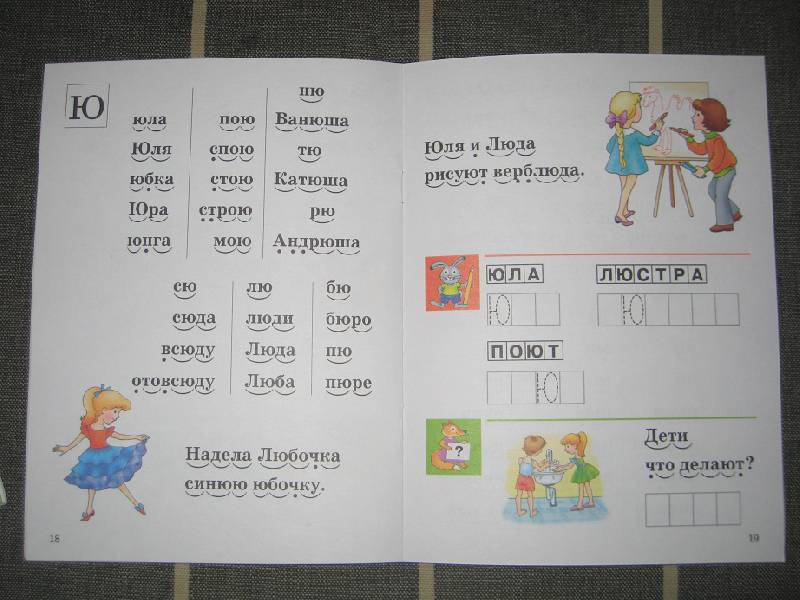 Ю
ню
юла пою Ванюша
Юля спою тю
юбка стою Катюша
Юра строю рю
юнга мою Андрюша
сю лю бю
сюда люди бюро
всюду Люда пю
отовсюду Люба пюре
Надела Любочка
синюю юбочку.
18
Юля и Люда
рисуют верблюда.
ЮЛА ЛЮСТРА
Ю Ю
ПОЮТ
Ю
?
Дети
что делают?
19